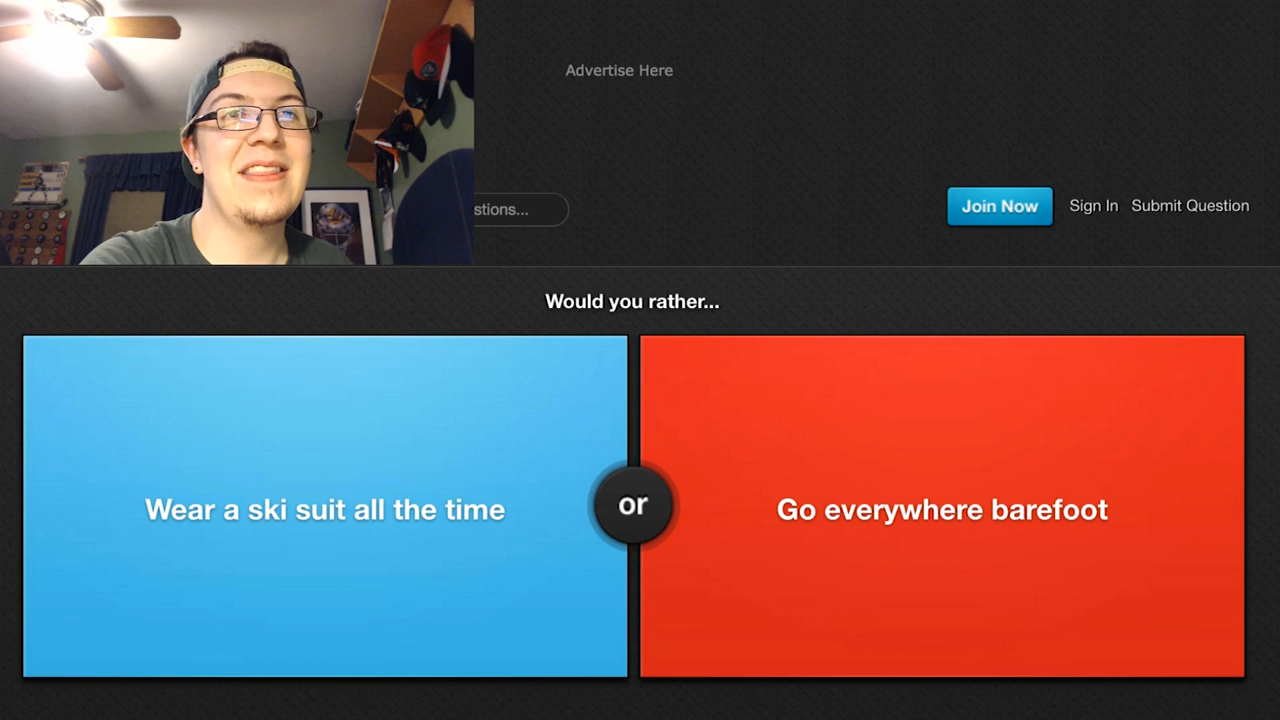 Advertise Here
stions...
Join Now
Sign In
Submit Question
Would you rather...
Wear a ski suit all the time
or
Go everywhere barefoot